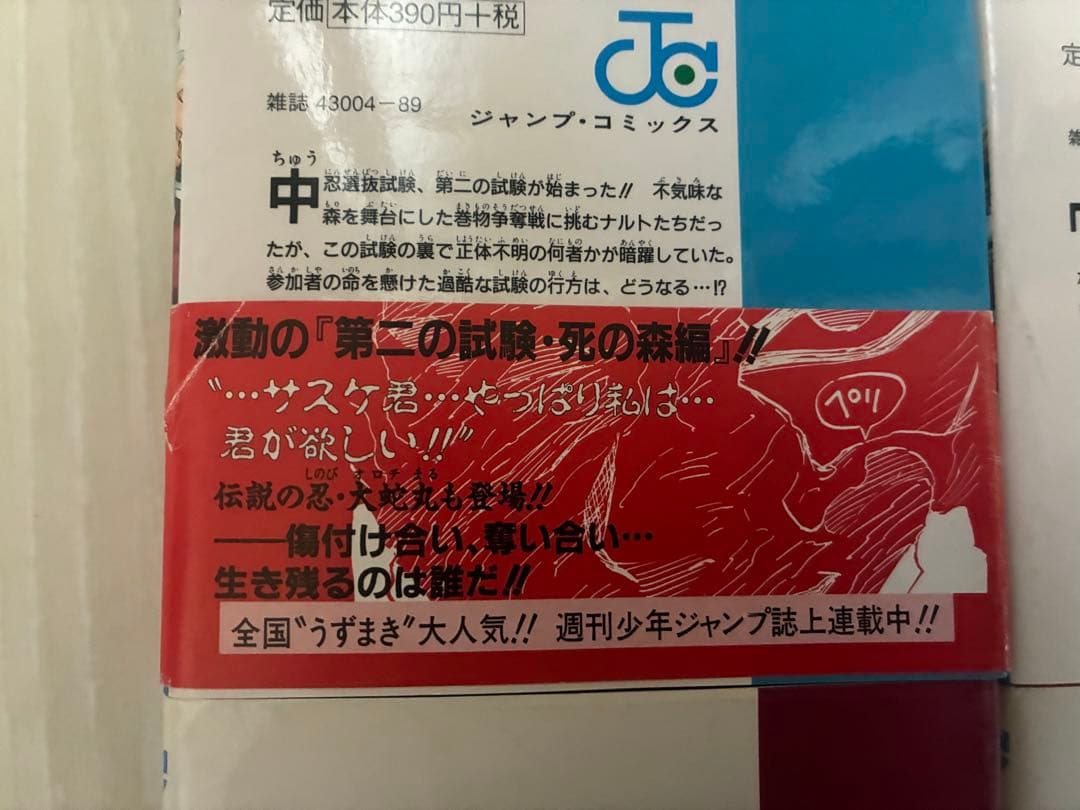 定価 本体390円+税
JC
雑誌 43004-89
ジャンプ・コミックス
中忍選抜試験、第二の試験が始まった!! 不気味な
森を舞台にした巻物争奪戦に挑むナルトたちだっ
たが、この試験の裏で正体不明の何者かが暗躍していた。
参加者の命を懸けた過酷な試験の行方は、どうなる…!?
激動の『第二の試験・死の森編』!!
“…サスケ君…やっぱり私は…
君が欲しい!!”
伝説の忍・大蛇丸も登場!!
――傷付け合い、奪い合い…
生き残るのは誰だ!!
ペリ
全国“うずまき”大人気!! 週刊少年ジャンプ誌上連載中!!